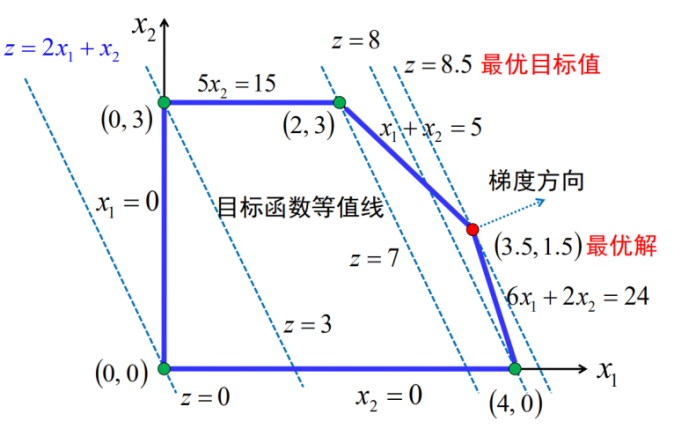 x₂
z = 2x₁ + x₂
z = 8
z = 8.5 最优目标值
5x₂ = 15
(0, 3)
(2, 3)
x₁ + x₂ = 5
梯度方向
x₁ = 0
目标函数等值线
(3.5, 1.5) 最优解
z = 7
6x₁ + 2x₂ = 24
z = 3
(0, 0)
x₁
z = 0
x₂ = 0
(4, 0)